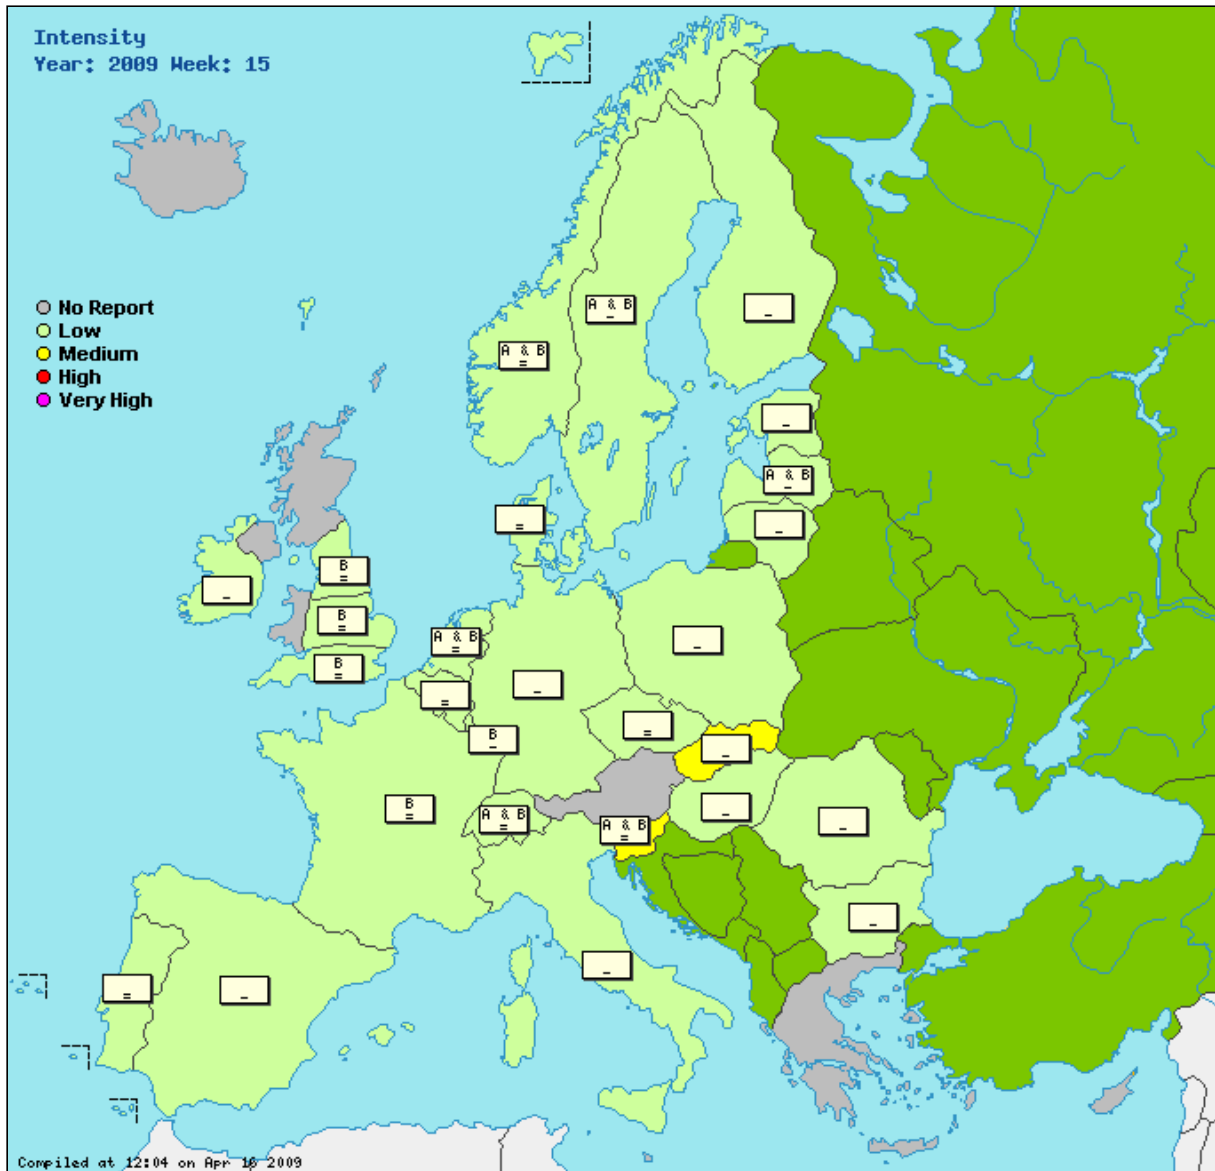 Intensity
Year: 2009 Week: 15
No Report
Low
Medium
High
Very High
A & B
–
–
A & B
=
–
A & B
–
=
–
B
=
–
B
=
A & B
=
–
B
=
–
=
B
–
=
–
B
=
A & B
=
A & B
=
–
–
–
–
=
–
Compiled at 12:04 on Apr 16 2009